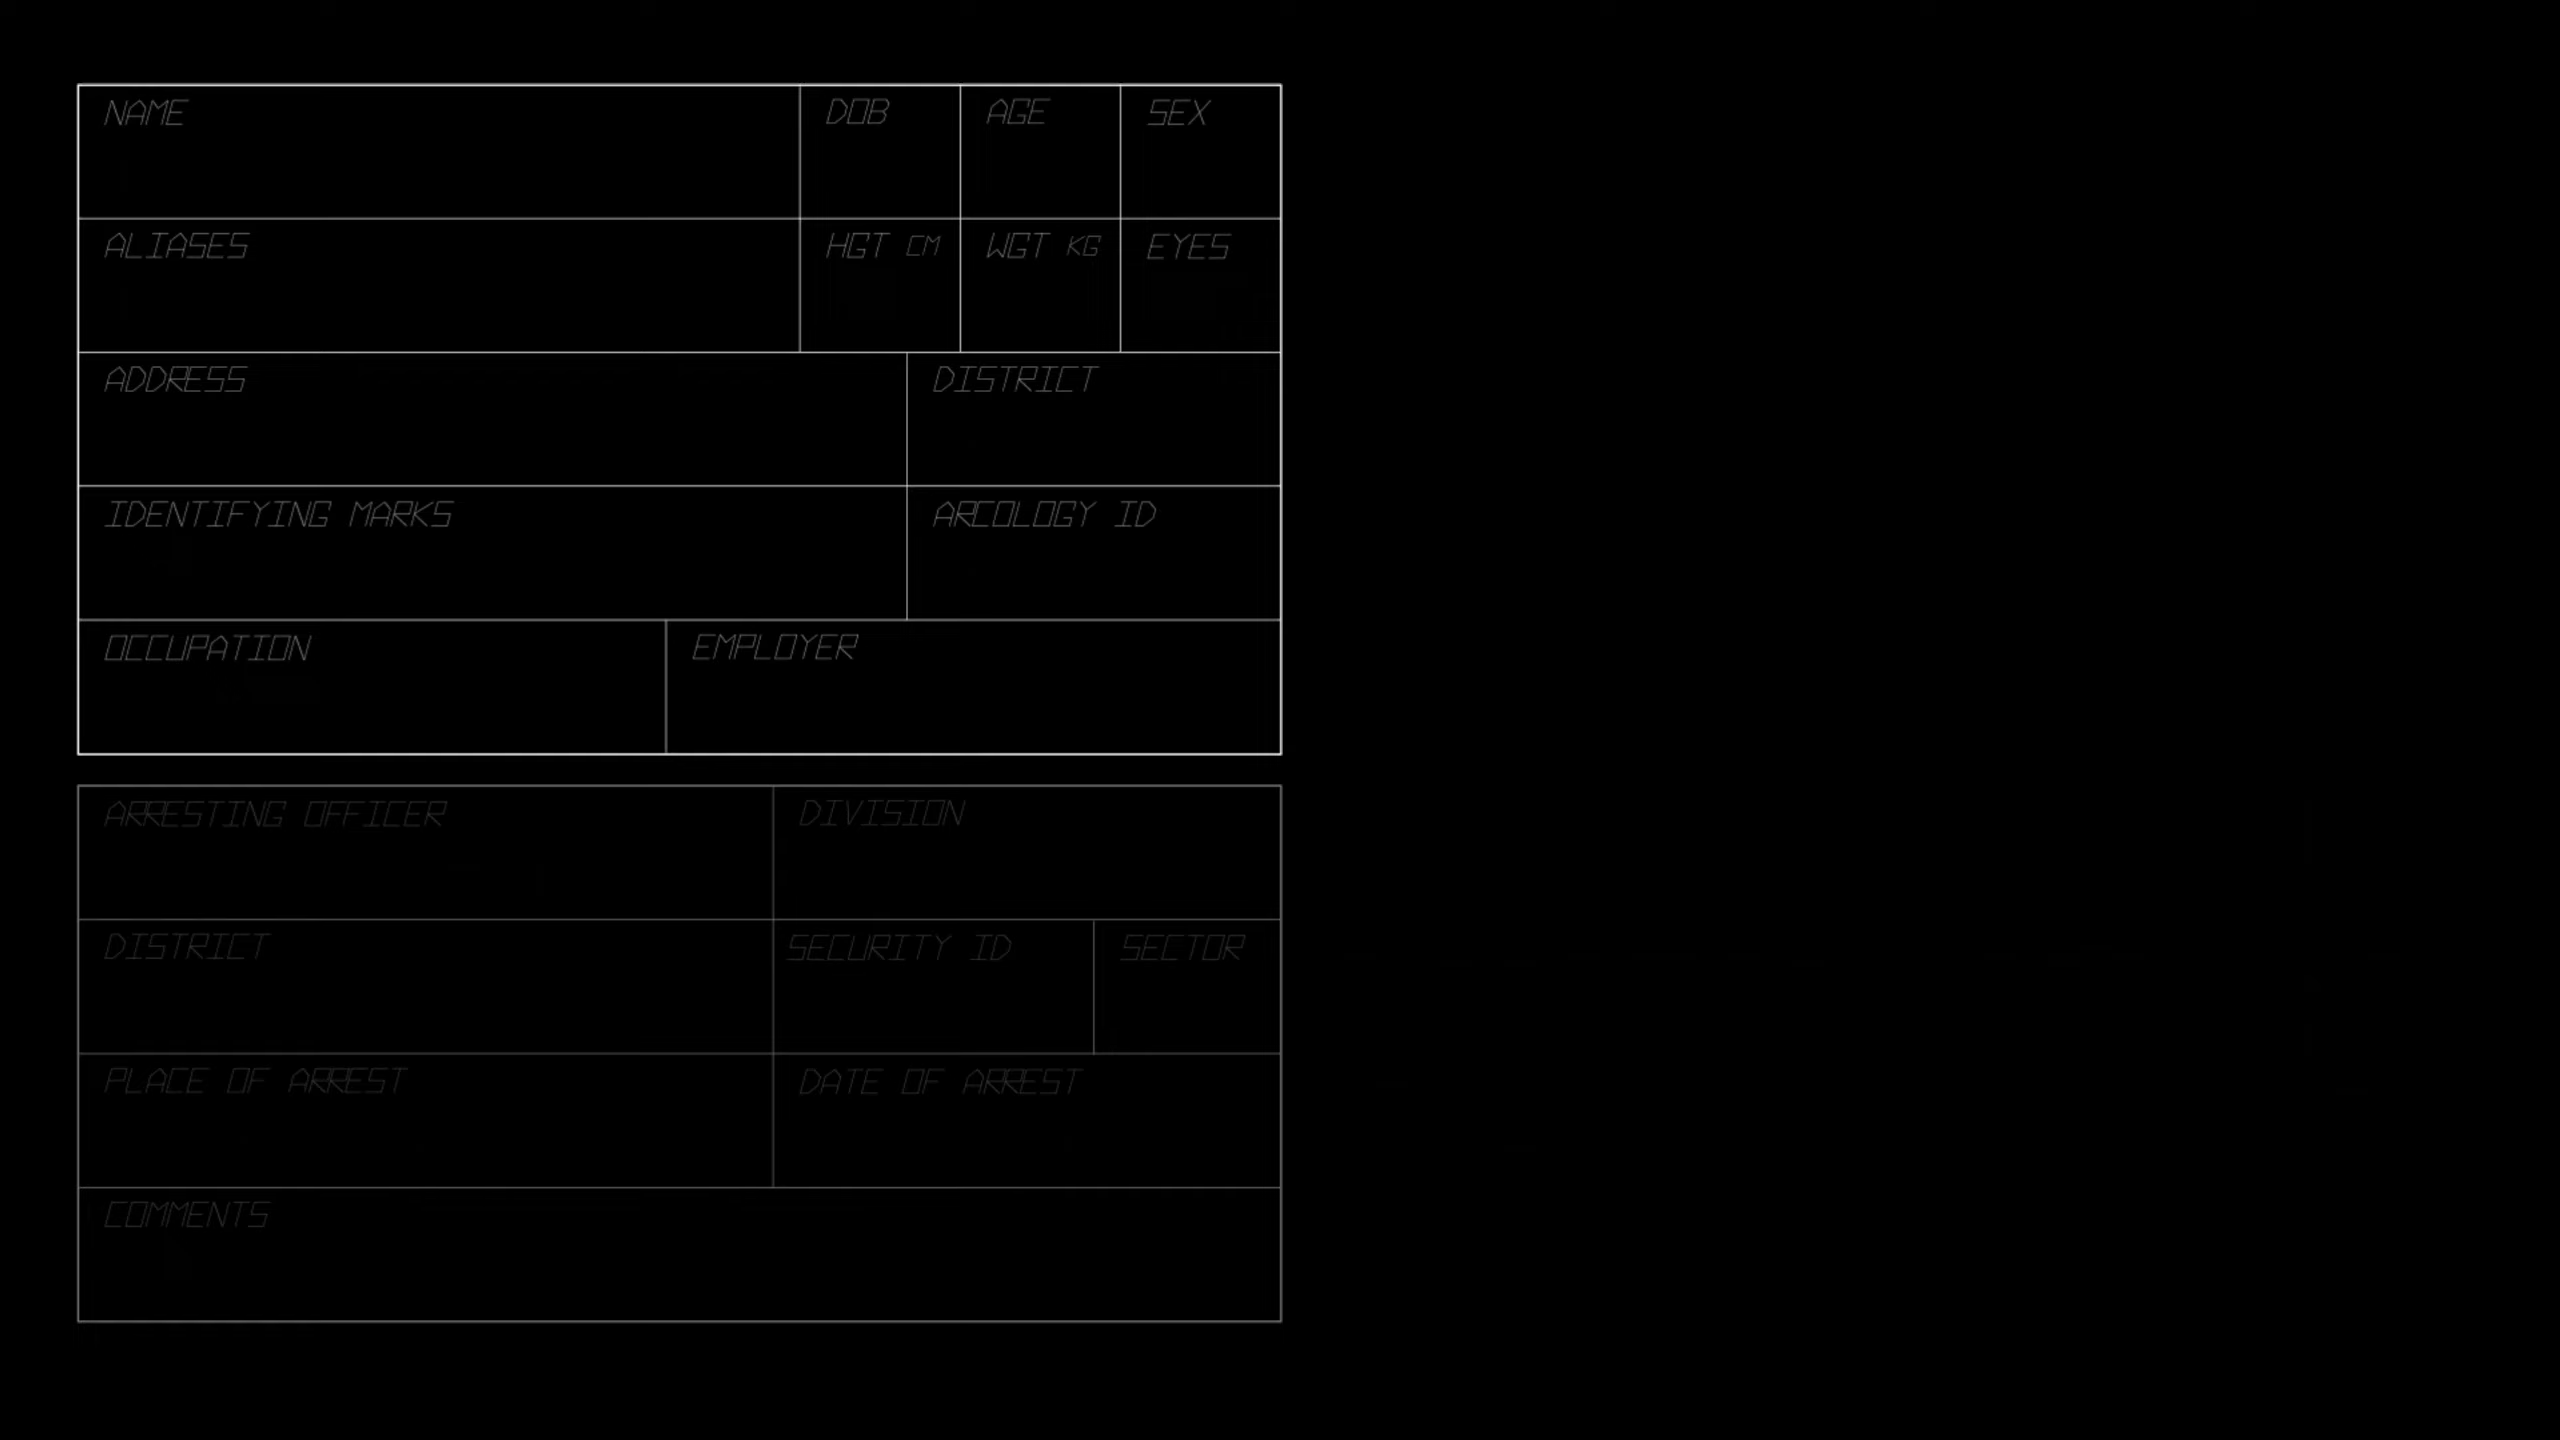 NAME DOB AGE SEX
ALIASES HGT CM WGT KG EYES
ADDRESS DISTRICT
IDENTIFYING MARKS ARCOLOGY ID
OCCUPATION EMPLOYER
ARRESTING OFFICER DIVISION
DISTRICT SECURITY ID SECTOR
PLACE OF ARREST DATE OF ARREST
COMMENTS